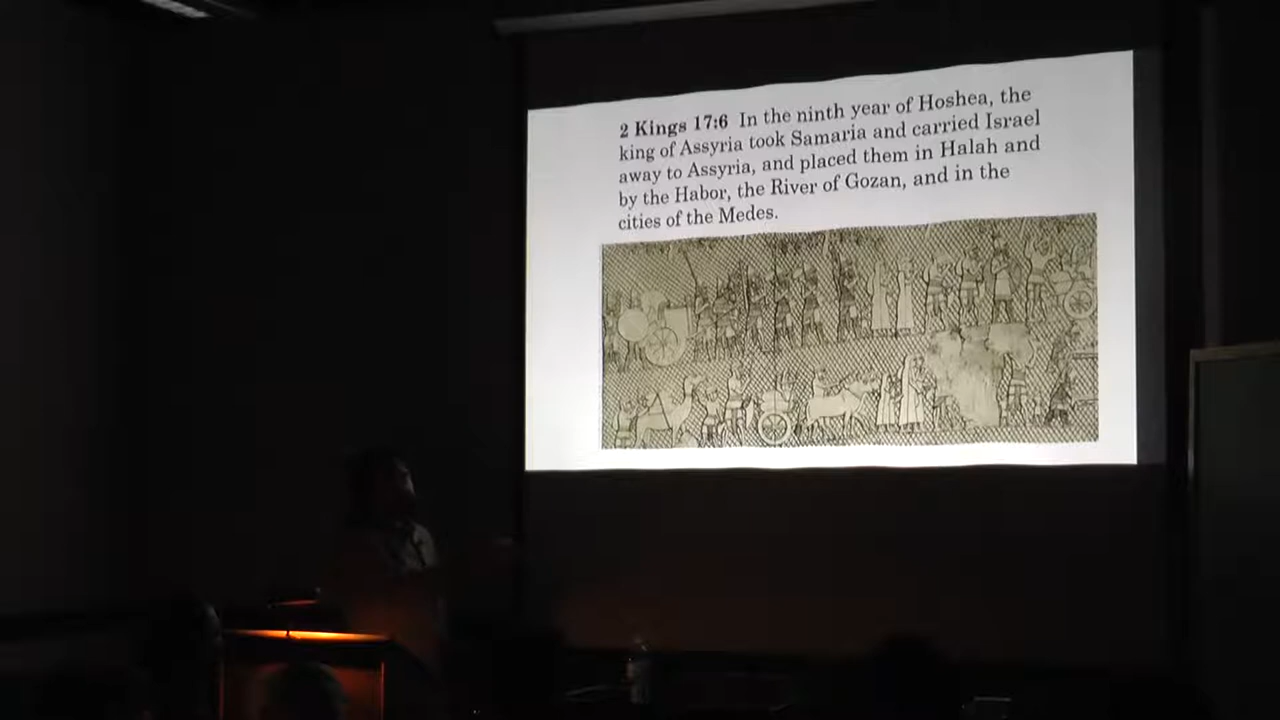 2 Kings 17:6 In the ninth year of Hoshea, the
king of Assyria took Samaria and carried Israel
away to Assyria, and placed them in Halah and
by the Habor, the River of Gozan, and in the
cities of the Medes.